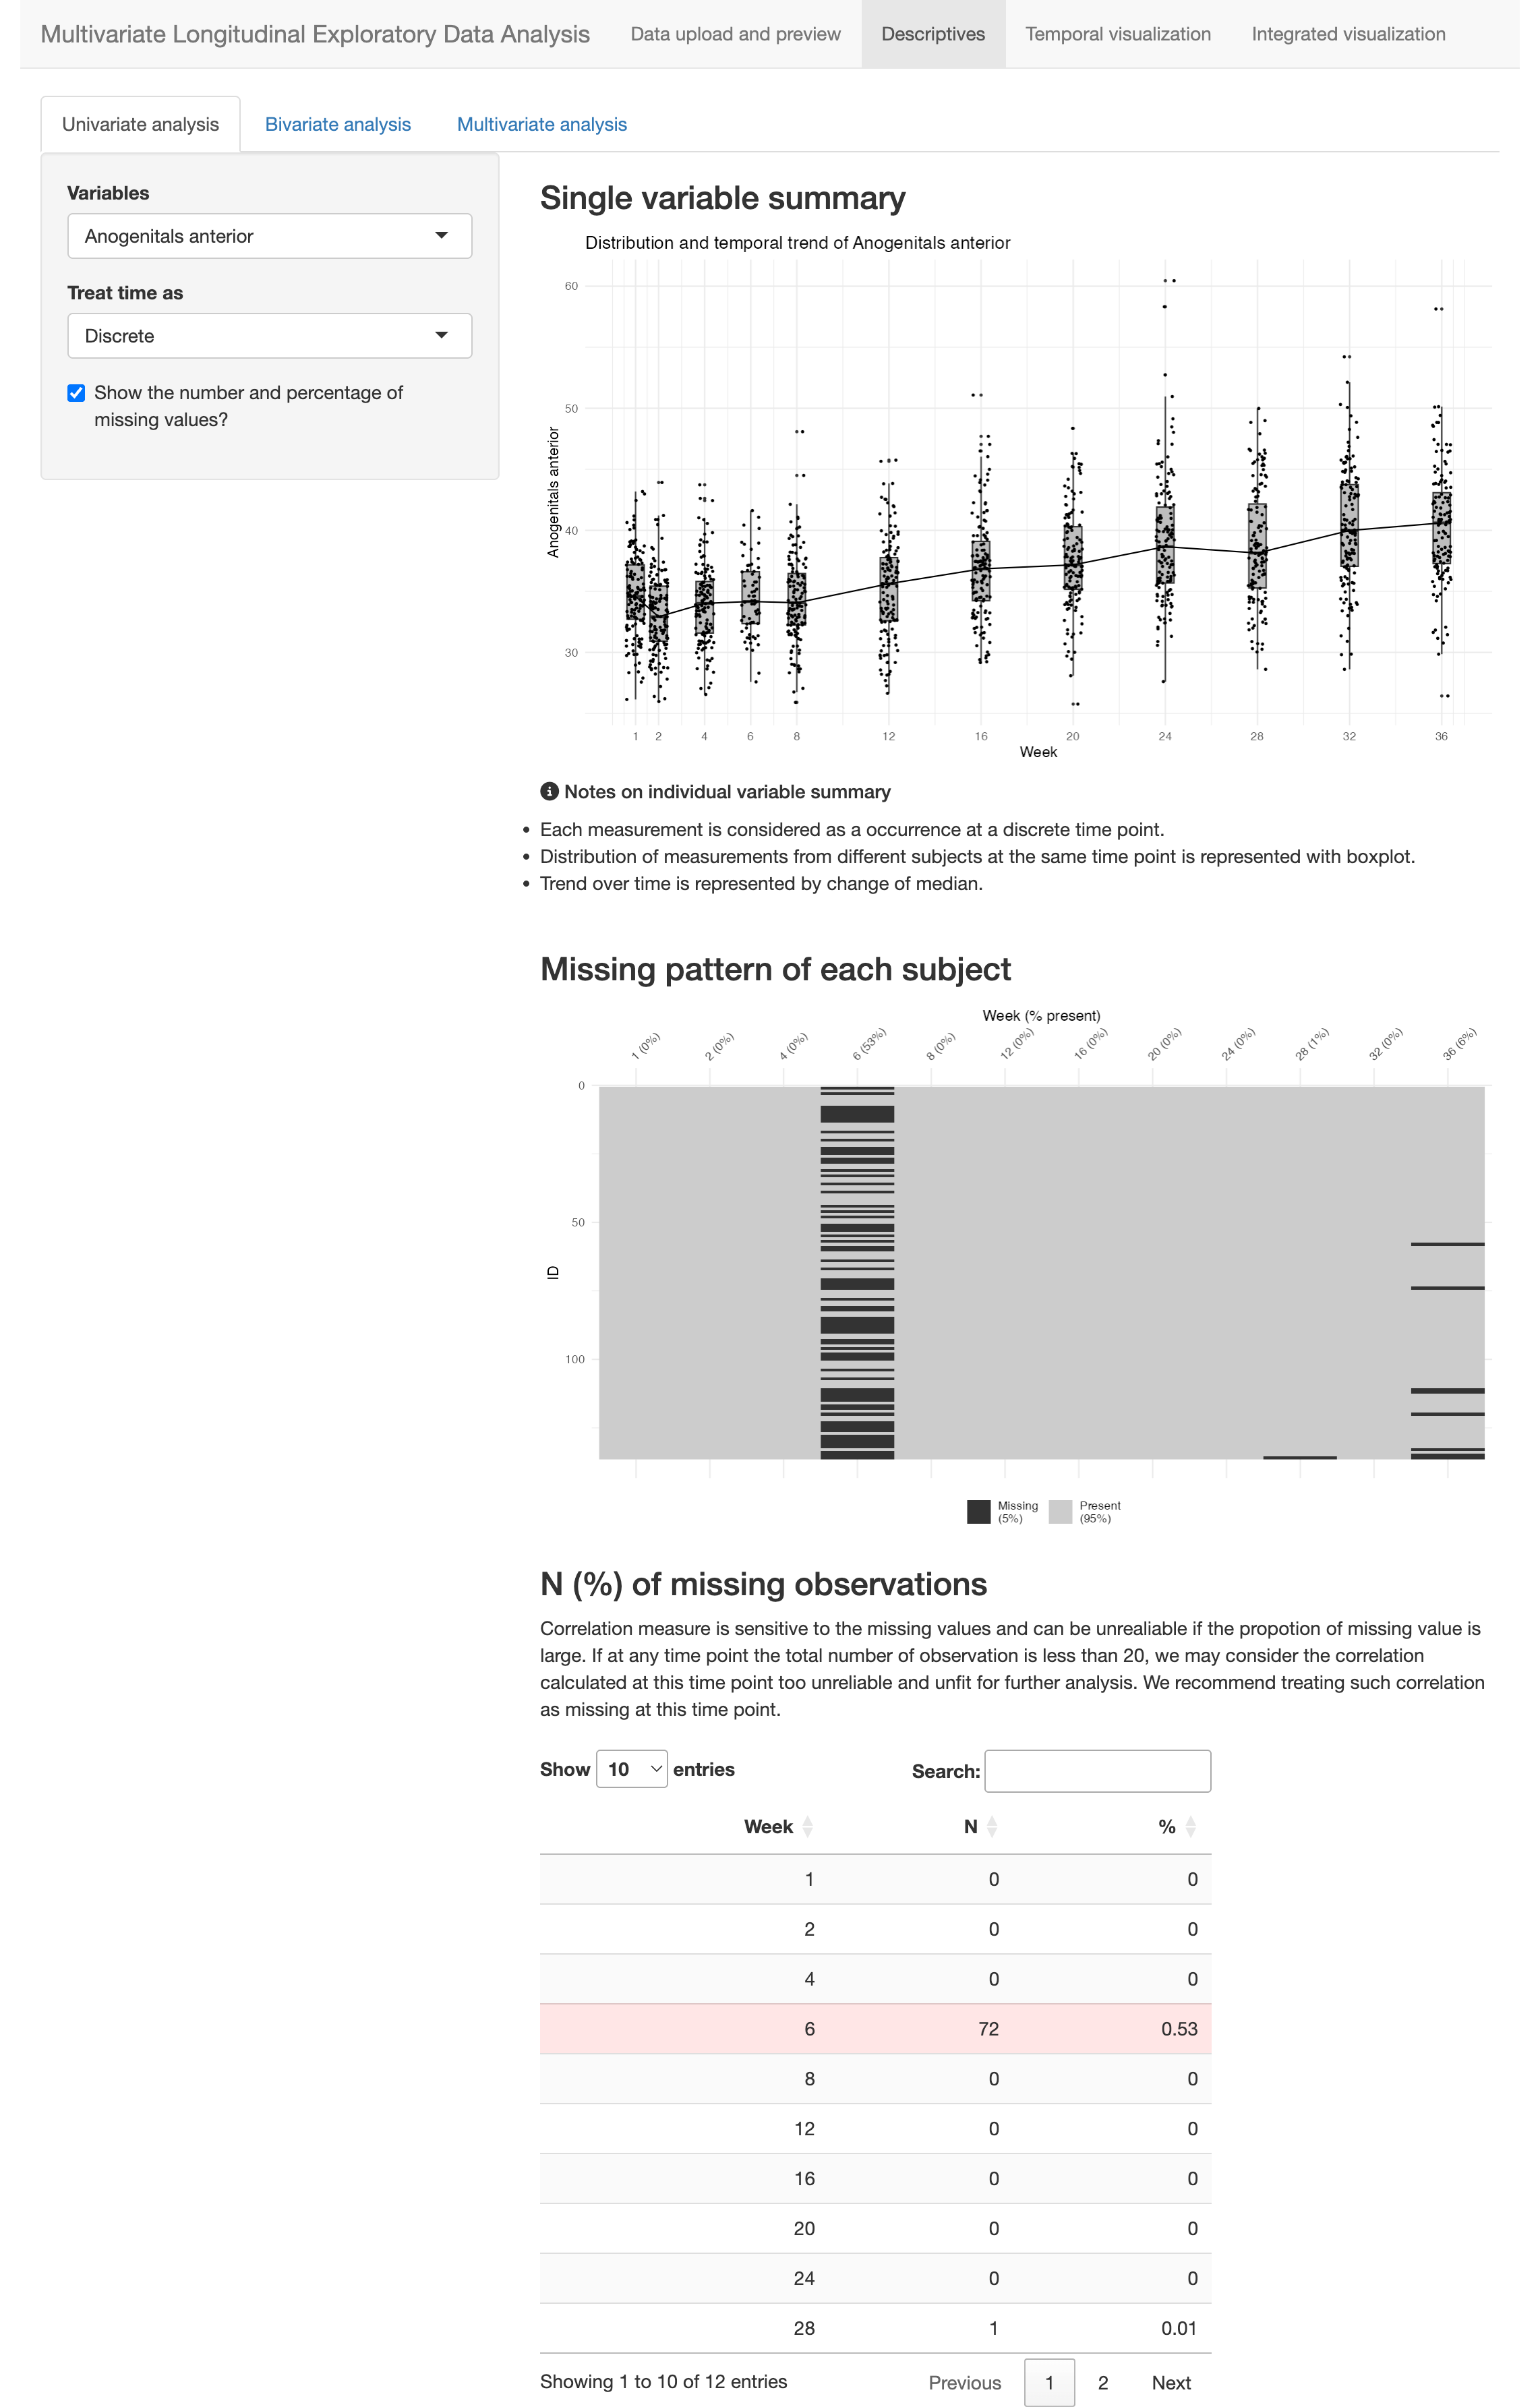 Multivariate Longitudinal Exploratory Data Analysis Data upload and preview Descriptives Temporal visualization Integrated visualization
Univariate analysis Bivariate analysis Multivariate analysis
Variables
Anogenitals anterior
Treat time as
Discrete
Show the number and percentage of
missing values?
Single variable summary
Distribution and temporal trend of Anogenitals anterior
60
50
40
30
Anogenitals anterior
1 2 4 6 8 12 16 20 24 28 32 36
Week
Notes on individual variable summary
• Each measurement is considered as a occurrence at a discrete time point.
• Distribution of measurements from different subjects at the same time point is represented with boxplot.
• Trend over time is represented by change of median.
Missing pattern of each subject
Week (% present)
1 (0%) 2 (0%) 4 (0%) 6 (53%) 8 (0%) 12 (0%) 16 (0%) 20 (0%) 24 (0%) 28 (1%) 32 (0%) 36 (6%)
0
50
100
ID
Missing Present
(5%) (95%)
N (%) of missing observations
Correlation measure is sensitive to the missing values and can be unrealiable if the propotion of missing value is
large. If at any time point the total number of observation is less than 20, we may consider the correlation
calculated at this time point too unreliable and unfit for further analysis. We recommend treating such correlation
as missing at this time point.
Show 10 entries Search:
Week N %
1 0 0
2 0 0
4 0 0
6 72 0.53
8 0 0
12 0 0
16 0 0
20 0 0
24 0 0
28 1 0.01
Showing 1 to 10 of 12 entries Previous 1 2 Next